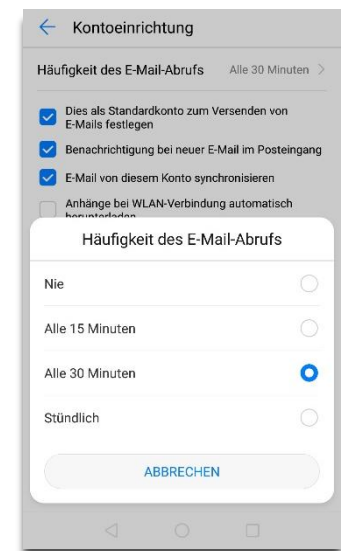 Kontoeinrichtung
Häufigkeit des E-Mail-Abrufs Alle 30 Minuten
Dies als Standardkonto zum Versenden von
E-Mails festlegen
Benachrichtigung bei neuer E-Mail im Posteingang
E-Mail von diesem Konto synchronisieren
Anhänge bei WLAN-Verbindung automatisch
herunterladen
Häufigkeit des E-Mail-Abrufs
Nie
Alle 15 Minuten
Alle 30 Minuten
Stündlich
ABBRECHEN